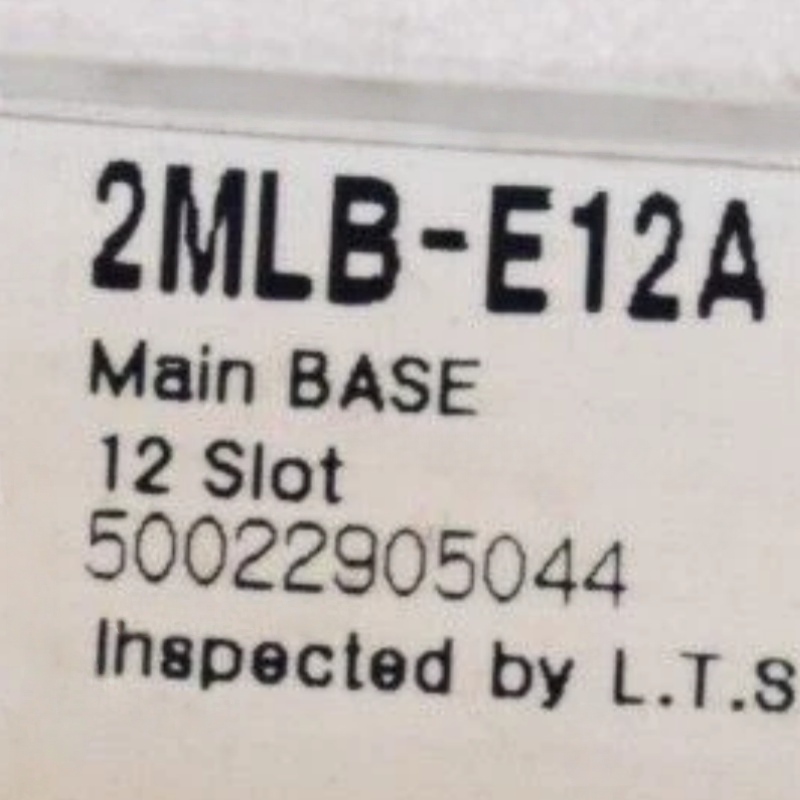 2MLB-E12A
Main BASE
12 Slot
50022905044
Inspected by L.T.S